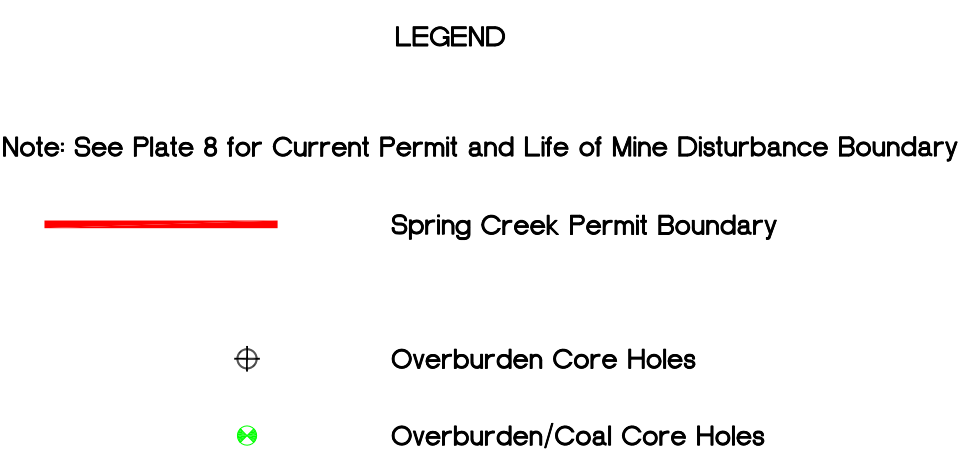 LEGEND
Note: See Plate 8 for Current Permit and Life of Mine Disturbance Boundary
Spring Creek Permit Boundary
Overburden Core Holes
Overburden/Coal Core Holes